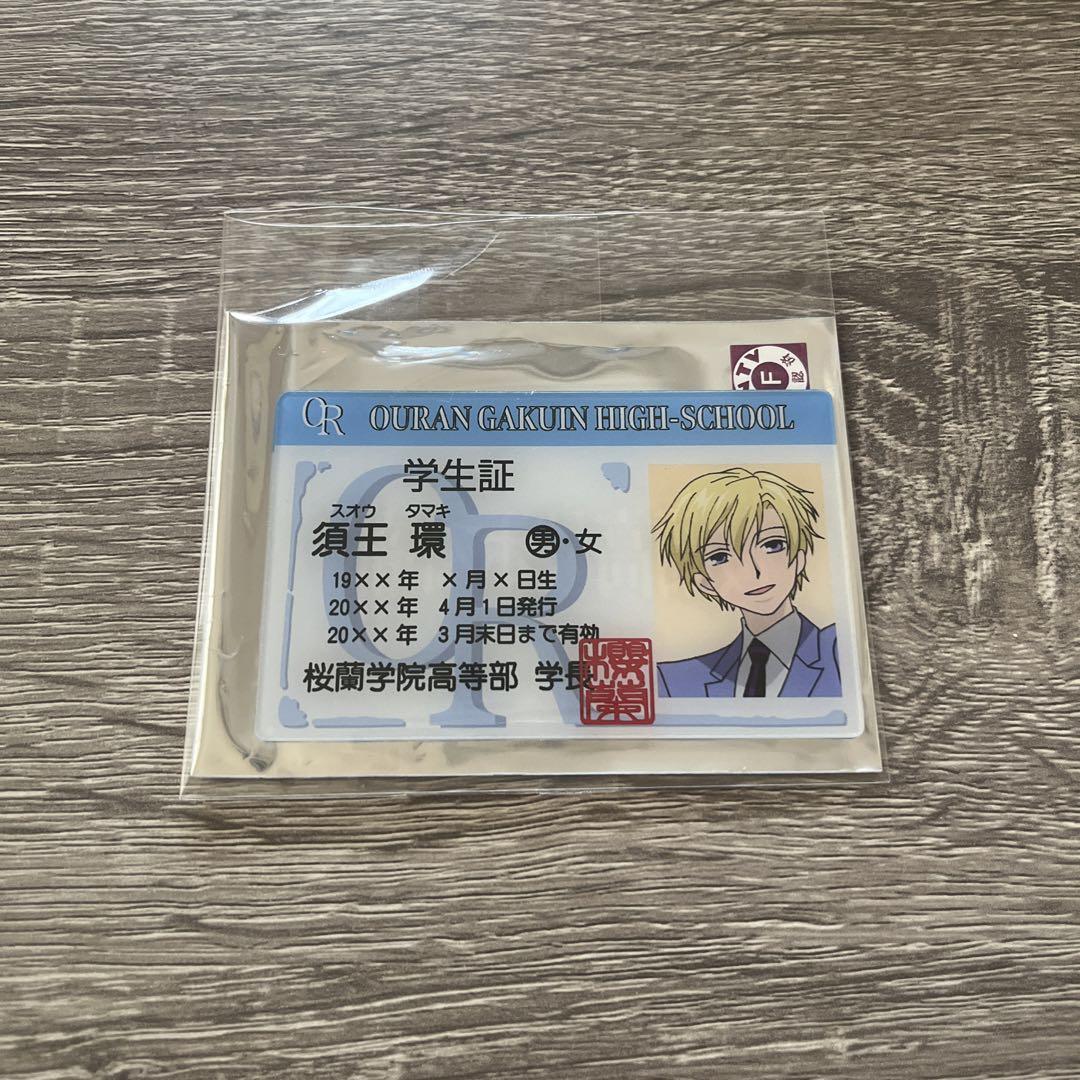 ATV
F
認
OR OURAN GAKUIN HIGH-SCHOOL
学生証
スオウ タマキ
須王 環 男・女
19××年 ×月×日生
20××年 4月1日発行
20××年 3月末日まで有効
桜蘭学院高等部 学長